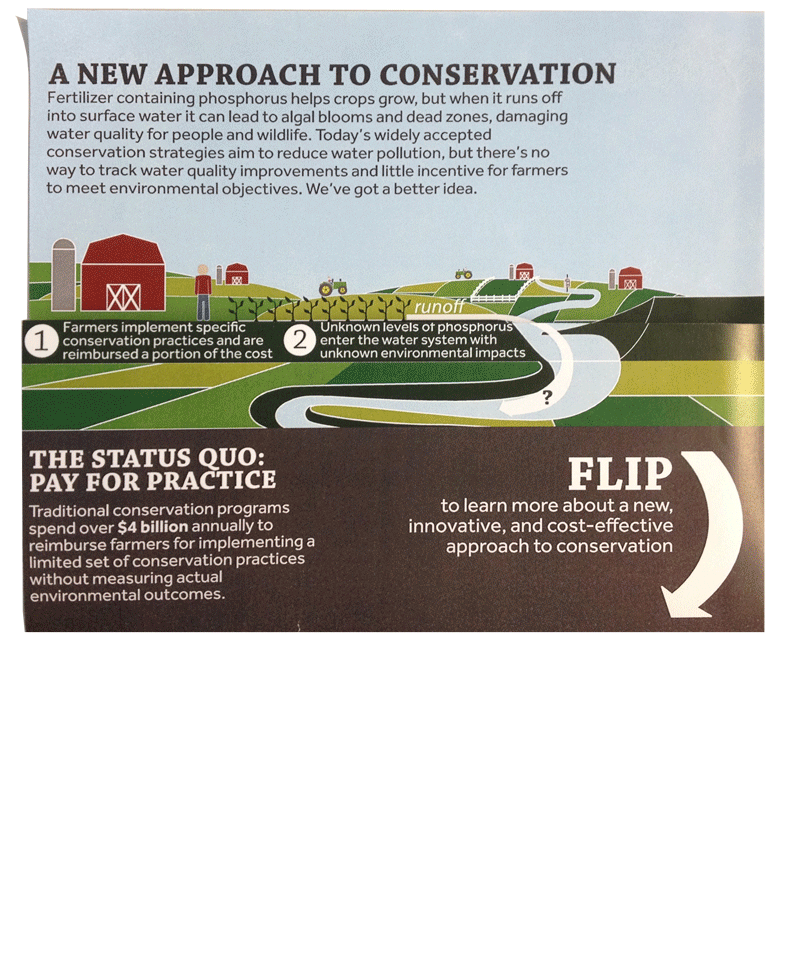 A NEW APPROACH TO CONSERVATION
Fertilizer containing phosphorus helps crops grow, but when it runs off
into surface water it can lead to algal blooms and dead zones, damaging
water quality for people and wildlife. Today's widely accepted
conservation strategies aim to reduce water pollution, but there's no
way to track water quality improvements and little incentive for farmers
to meet environmental objectives. We've got a better idea.
runoff
1
Farmers implement specific
conservation practices and are
reimbursed a portion of the cost
2
Unknown levels of phosphorus
enter the water system with
unknown environmental impacts
?
THE STATUS QUO:
PAY FOR PRACTICE
Traditional conservation programs
spend over $4 billion annually to
reimburse farmers for implementing a
limited set of conservation practices
without measuring actual
environmental outcomes.
FLIP
to learn more about a new,
innovative, and cost-effective
approach to conservation